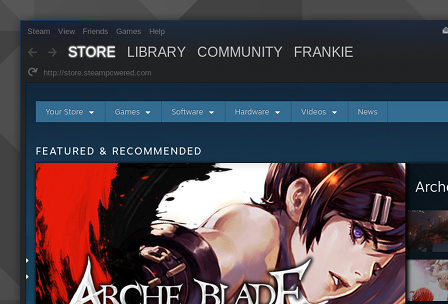 Steam View Friends Games Help
STORE LIBRARY COMMUNITY FRANKIE
http://store.steampowered.com
Your Store Games Software Hardware Videos News
FEATURED & RECOMMENDED
Arche
ARCHE BLADE